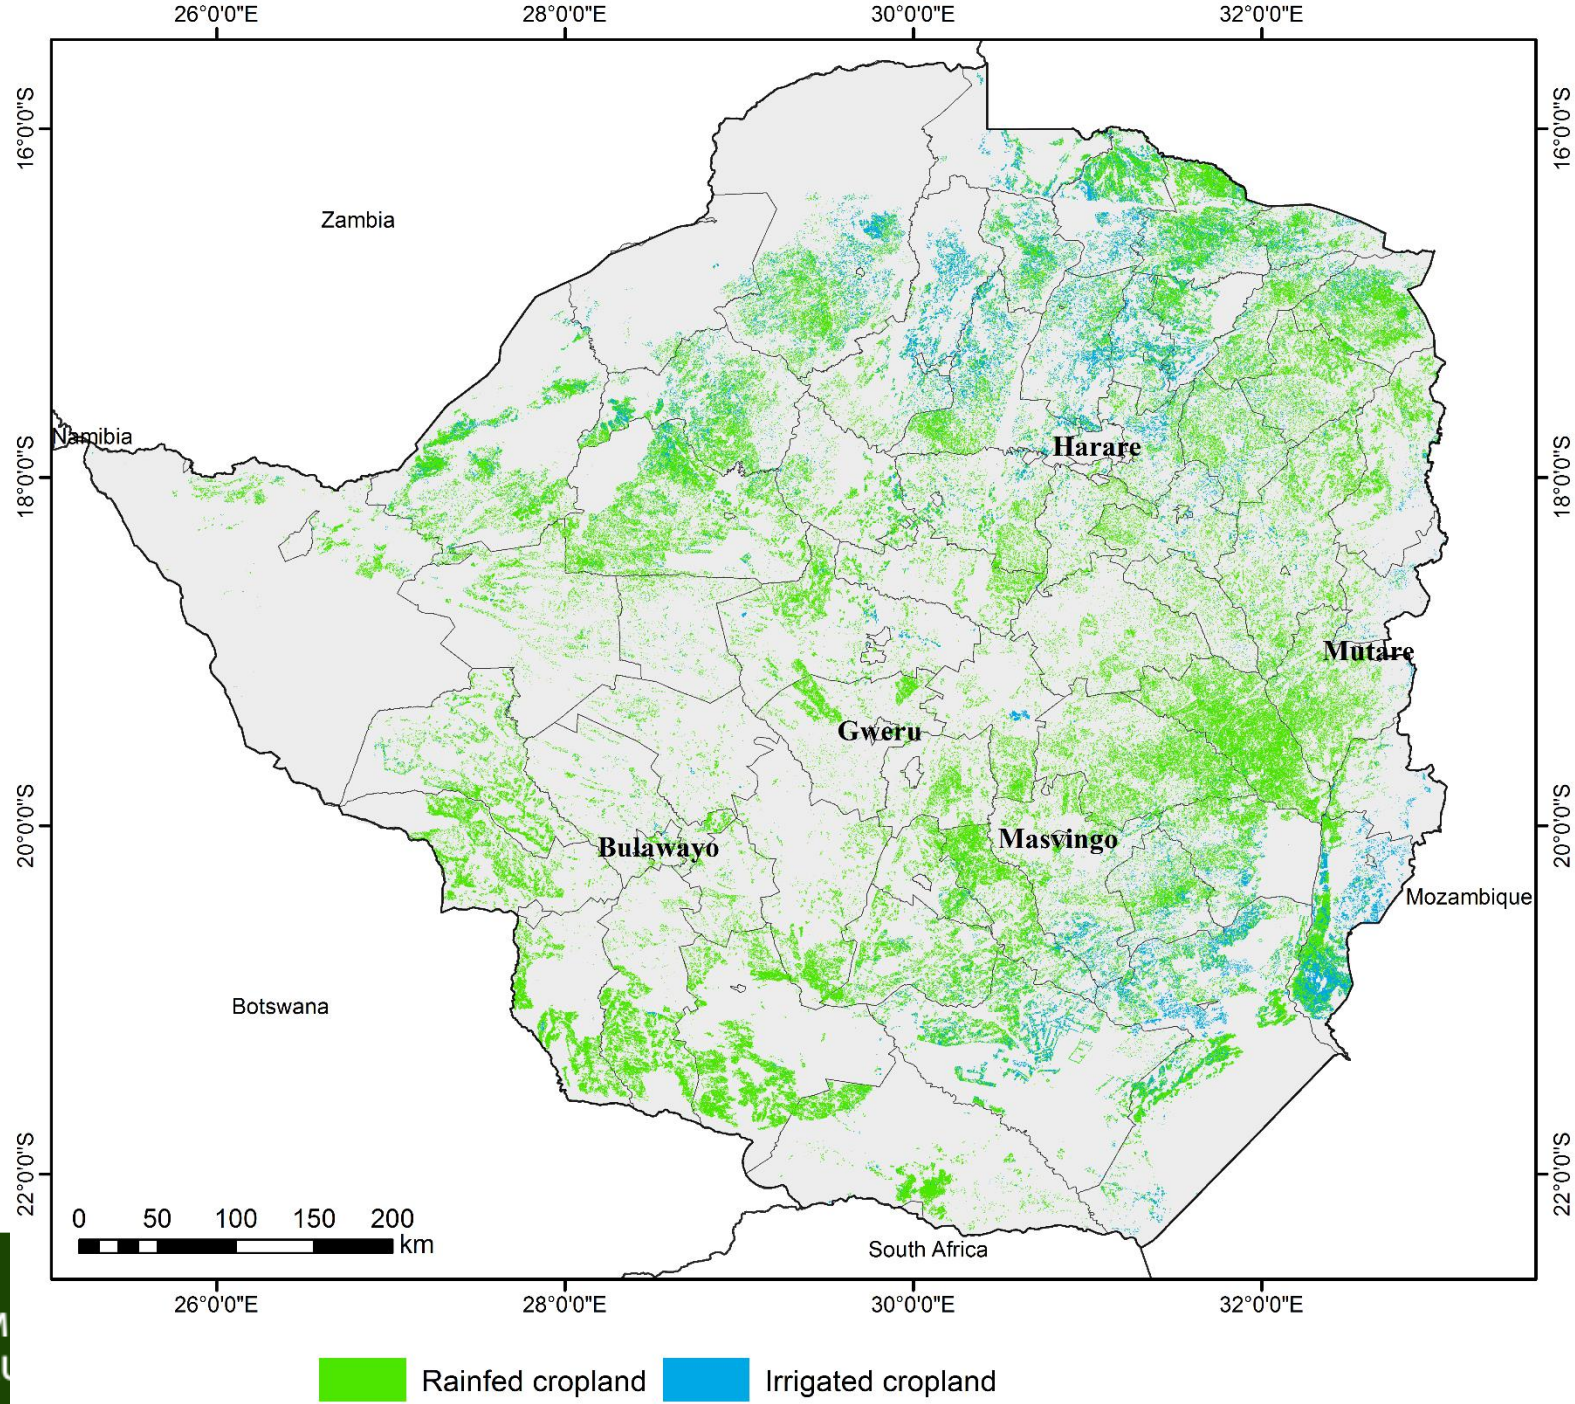 26°0'0"E 28°0'0"E 30°0'0"E 32°0'0"E
16°0'0"S 16°0'0"S
Zambia
Namibia
Harare
18°0'0"S 18°0'0"S
Mutare
Gweru
20°0'0"S 20°0'0"S
Bulawayo Masvingo
Mozambique
Botswana
22°0'0"S 22°0'0"S
0 50 100 150 200
km
South Africa
26°0'0"E 28°0'0"E 30°0'0"E 32°0'0"E
Rainfed cropland Irrigated cropland